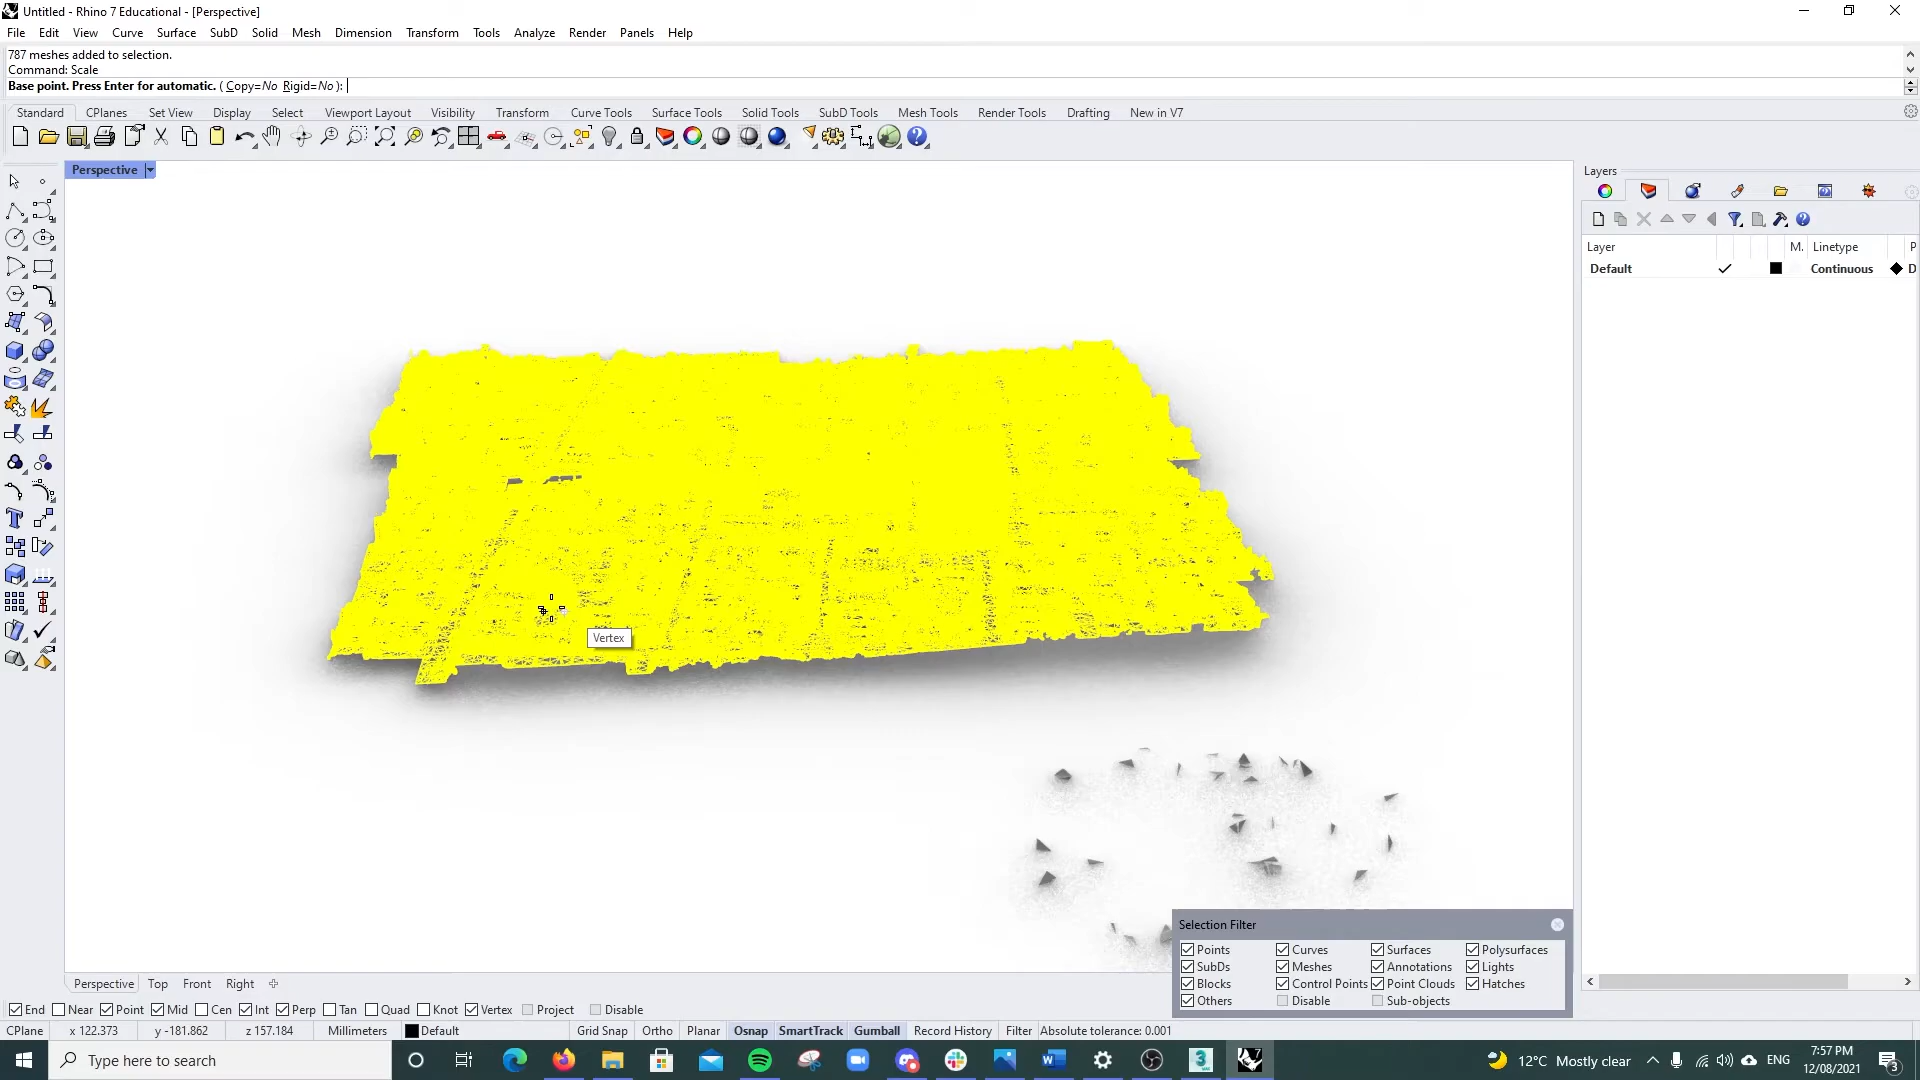 Untitled - Rhino 7 Educational - [Perspective]
File Edit View Curve Surface SubD Solid Mesh Dimension Transform Tools Analyze Render Panels Help
787 meshes added to selection.
Command: Scale
Base point. Press Enter for automatic. ( Copy=No Rigid=No ):
Standard CPlanes Set View Display Select Viewport Layout Visibility Transform Curve Tools Surface Tools Solid Tools SubD Tools Mesh Tools Render Tools Drafting New in V7
Perspective
Layers
Layer M. Linetype P
Default Continuous D
Vertex
Selection Filter
Points Curves Surfaces Polysurfaces
SubDs Meshes Annotations Lights
Blocks Control Points Point Clouds Hatches
Others Disable Sub-objects
Perspective Top Front Right
End Near Point Mid Cen Int Perp Tan Quad Knot Vertex Project Disable
CPlane x 122.373 y -181.862 z 157.184 Millimeters Default Grid Snap Ortho Planar Osnap SmartTrack Gumball Record History Filter Absolute tolerance: 0.001
Type here to search
12°C Mostly clear ENG
7:57 PM
12/08/2021
3